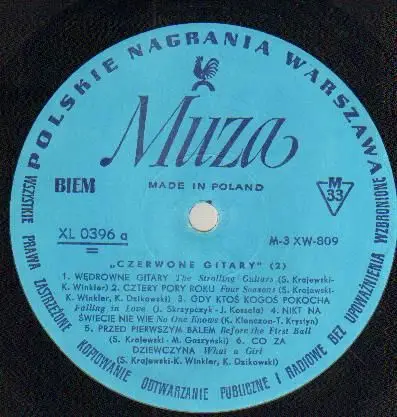 POLSKIE NAGRANIA WARSZAWA
Muza
BIEM
MADE IN POLAND
M
33
XL 0396 a
M-3 XW-809
„CZERWONE GITARY" (2)
1. WĘDROWNE GITARY The Strolling Guitars (S. Krajewski-
K. Winkler) 2. CZTERY PORY ROKU Four Seasons (S. Krajewski-
K. Winkler, K. Dzikowski) 3. GDY KTOŚ KOGOŚ POKOCHA
Falling in Love (J. Skrzypczyk - J. Kossela) 4. NIKT NA
ŚWIECIE NIE WIE No One Knows (K. Klenczon-T. Krystyn)
5. PRZED PIERWSZYM BALEM Before the First Ball
(S. Krajewski - M. Gaszyński) 6. CO ZA
DZIEWCZYNA What a Girl
(S. Krajewski-K. Winkler, K. Dzikowski)
WSZYSTKIE PRAWA ZASTRZEŻONE KOPIOWANIE ODTWARZANIE PUBLICZNE I RADIOWE BEZ UPOWAŻNIENIA WZBRONIONE